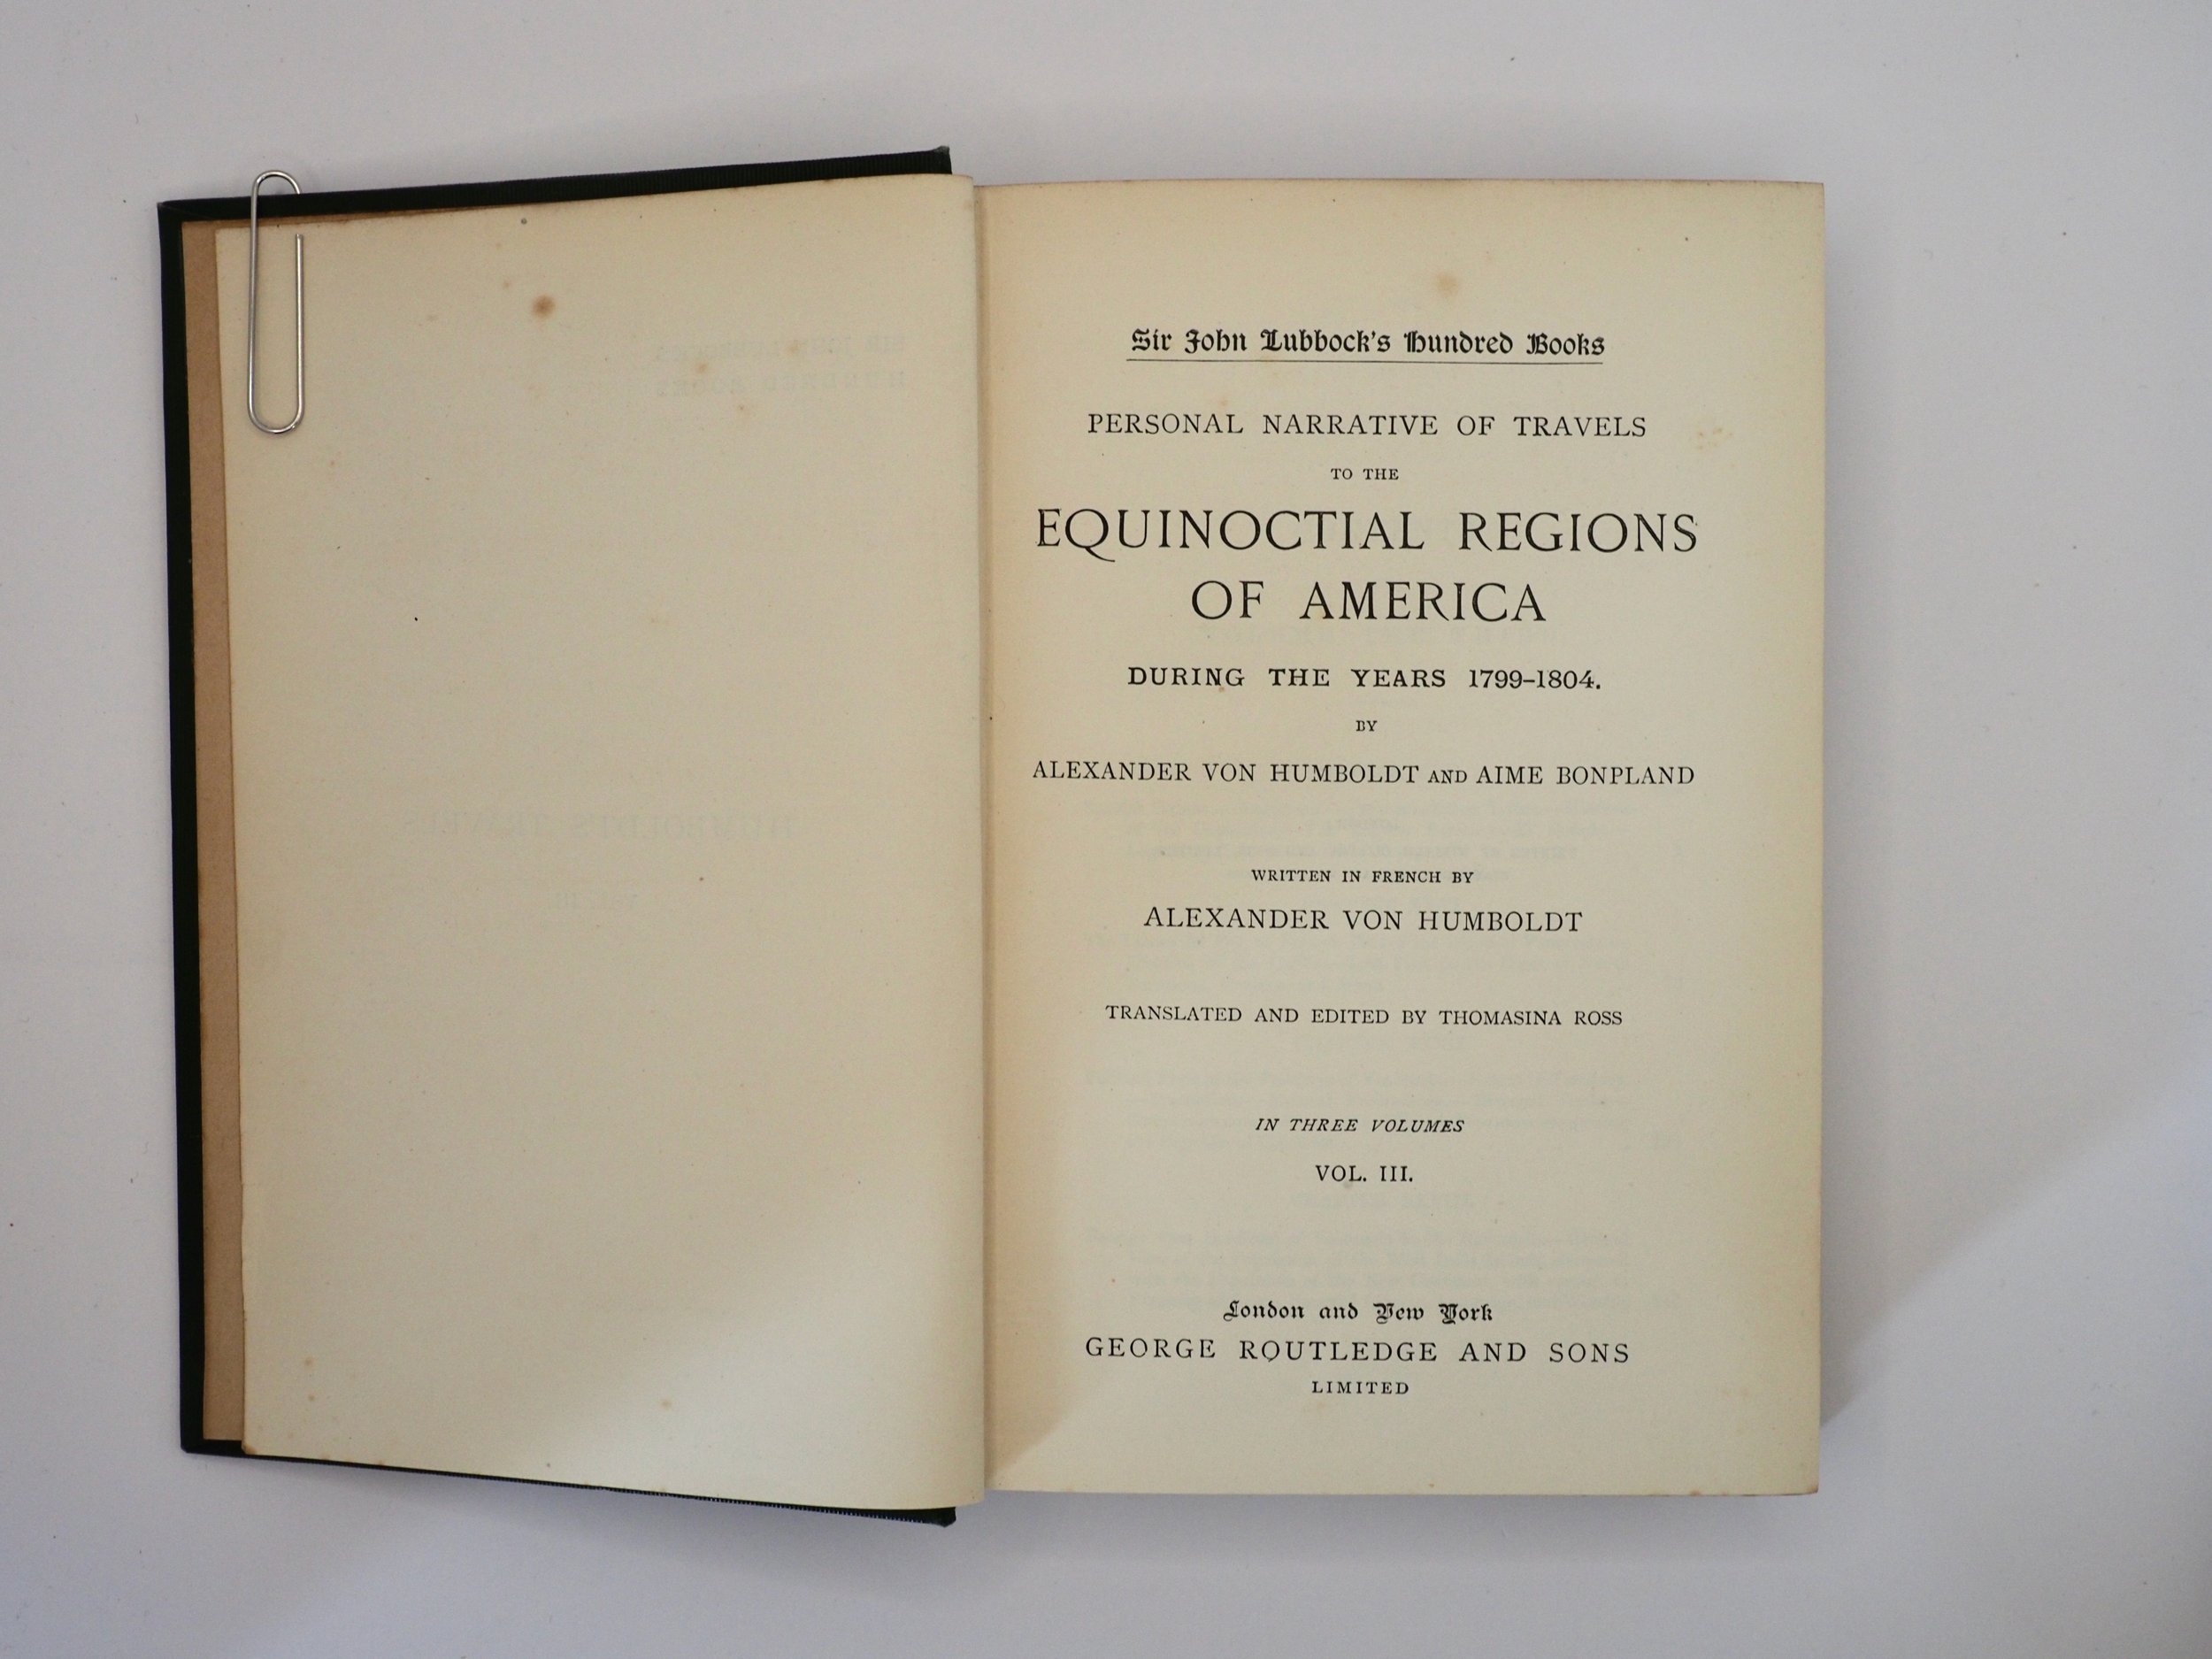 Sir John Lubbock's Hundred Books
PERSONAL NARRATIVE OF TRAVELS
TO THE
EQUINOCTIAL REGIONS
OF AMERICA
DURING THE YEARS 1799–1804.
BY
ALEXANDER VON HUMBOLDT AND AIME BONPLAND
WRITTEN IN FRENCH BY
ALEXANDER VON HUMBOLDT
TRANSLATED AND EDITED BY THOMASINA ROSS
IN THREE VOLUMES
VOL. III.
London and New York
GEORGE ROUTLEDGE AND SONS
LIMITED